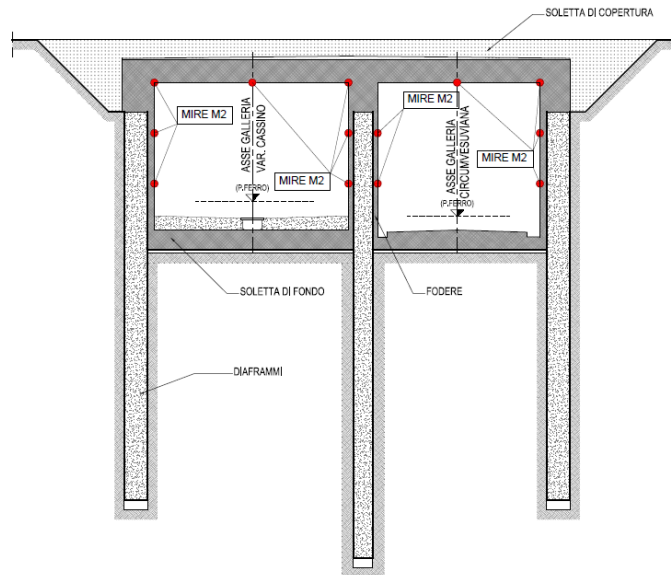 SOLETTA DI COPERTURA
MIRE M2
ASSE GALLERIA
VAR. CASSINO
MIRE M2
(P.FERRO)
MIRE M2
ASSE GALLERIA
CIRCUMVESUVIANA
MIRE M2
(P.FERRO)
SOLETTA DI FONDO
FODERE
DIAFRAMMI